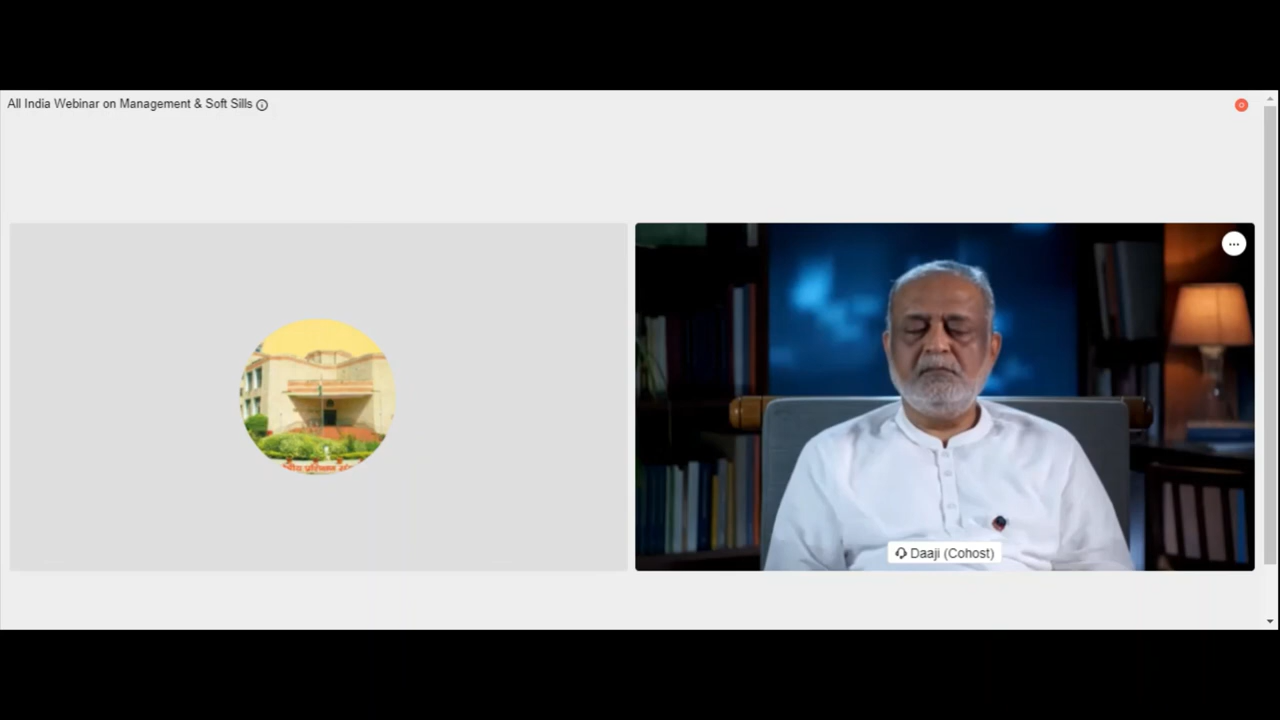 All India Webinar on Management & Soft Sills
Daaji (Cohost)